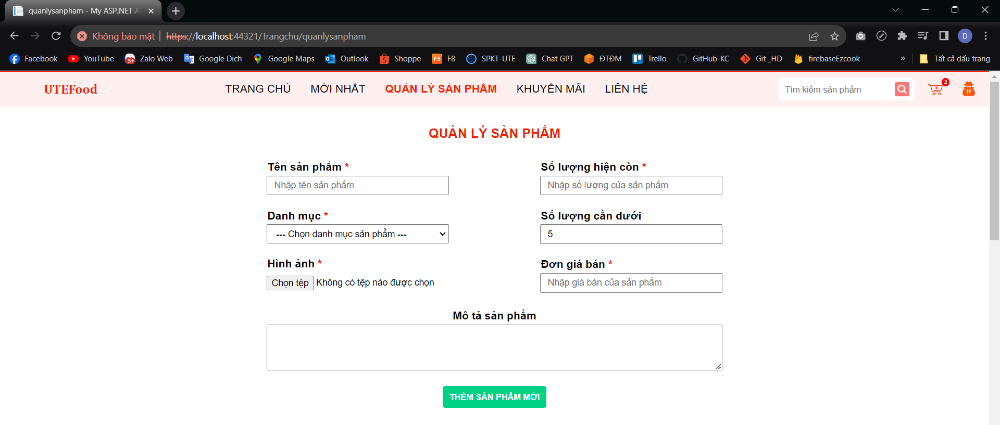 quanlysanpham - My ASP.NET A
Không bảo mật https://localhost:44321/Trangchu/quanlysanpham
D
Facebook YouTube Zalo Web Google Dịch Google Maps Outlook Shoppe F8 F8 SPKT-UTE Chat GPT ĐTĐM Trello GitHub-KC Git _HD firebaseEzcook » Tất cả dấu trang
5+
UTEFood TRANG CHỦ MỚI NHẤT QUẢN LÝ SẢN PHẨM KHUYẾN MÃI LIÊN HỆ Tìm kiếm sản phẩm 2
QUẢN LÝ SẢN PHẨM
Tên sản phẩm * Số lượng hiện còn *
Nhập tên sản phẩm Nhập số lượng của sản phẩm
Danh mục * Số lượng cần dưới
--- Chọn danh mục sản phẩm --- 5
Hình ảnh * Đơn giá bán *
Chọn tệp Không có tệp nào được chọn Nhập giá bán của sản phẩm
Mô tả sản phẩm
THÊM SẢN PHẨM MỚI